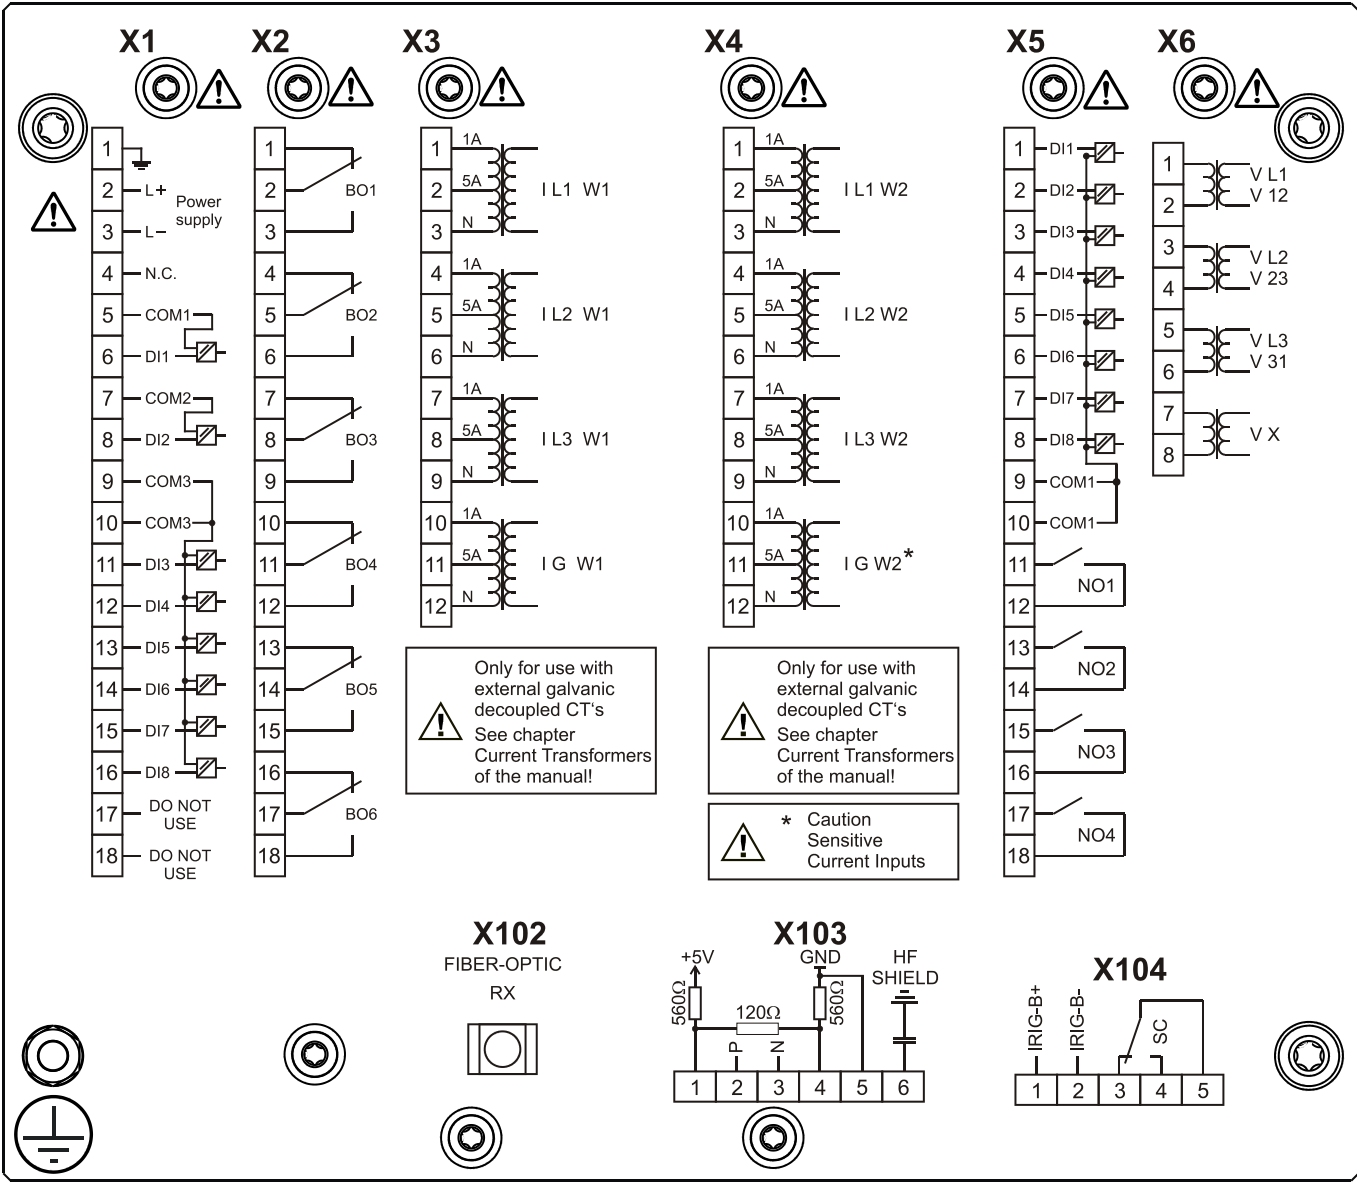 X1
1
2 L+
Power
supply
3 L–
4 N.C.
5 COM1
6 DI1
7 COM2
8 DI2
9 COM3
10 COM3
11 DI3
12 DI4
13 DI5
14 DI6
15 DI7
16 DI8
17 DO NOT
USE
18 DO NOT
USE
X2
1
2 BO1
3
4
5 BO2
6
7
8 BO3
9
10
11 BO4
12
13
14 BO5
15
16
17 BO6
18
X3
1 1A
2 5A I L1 W1
3 N
4 1A
5 5A I L2 W1
6 N
7 1A
8 5A I L3 W1
9 N
10 1A
11 5A I G W1
12 N
Only for use with
external galvanic
decoupled CT‘s
See chapter
Current Transformers
of the manual!
X4
1 1A
2 5A I L1 W2
3 N
4 1A
5 5A I L2 W2
6 N
7 1A
8 5A I L3 W2
9 N
10 1A
11 5A I G W2*
12 N
Only for use with
external galvanic
decoupled CT‘s
See chapter
Current Transformers
of the manual!
* Caution
Sensitive
Current Inputs
X5
1 DI1
2 DI2
3 DI3
4 DI4
5 DI5
6 DI6
7 DI7
8 DI8
9 COM1
10 COM1
11
NO1
12
13
NO2
14
15
NO3
16
17
NO4
18
X6
1 V L1
2 V 12
3 V L2
4 V 23
5 V L3
6 V 31
7
V X
8
X102
FIBER-OPTIC
RX
X103
+5V GND HF
SHIELD
560Ω 120Ω 560Ω
P N
1 2 3 4 5 6
X104
IRIG-B+ IRIG-B- SC
1 2 3 4 5